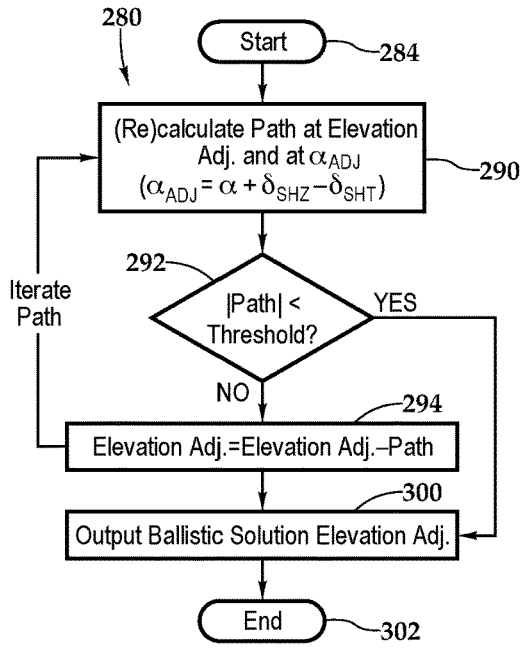 280
Start
284
(Re)calculate Path at Elevation
Adj. and at αADJ
(αADJ = α + δSHZ – δSHT)
290
292
|Path| <
Threshold?
YES
NO
Iterate
Path
294
Elevation Adj.=Elevation Adj.–Path
300
Output Ballistic Solution Elevation Adj.
End
302